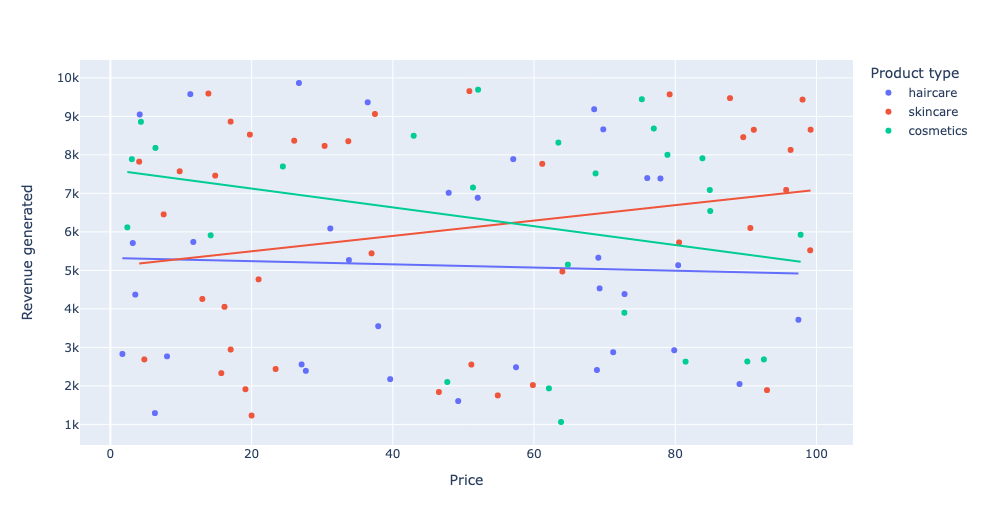 Product type
haircare
skincare
cosmetics
10k
9k
8k
7k
6k
5k
4k
3k
2k
1k
Revenue generated
0 20 40 60 80 100
Price